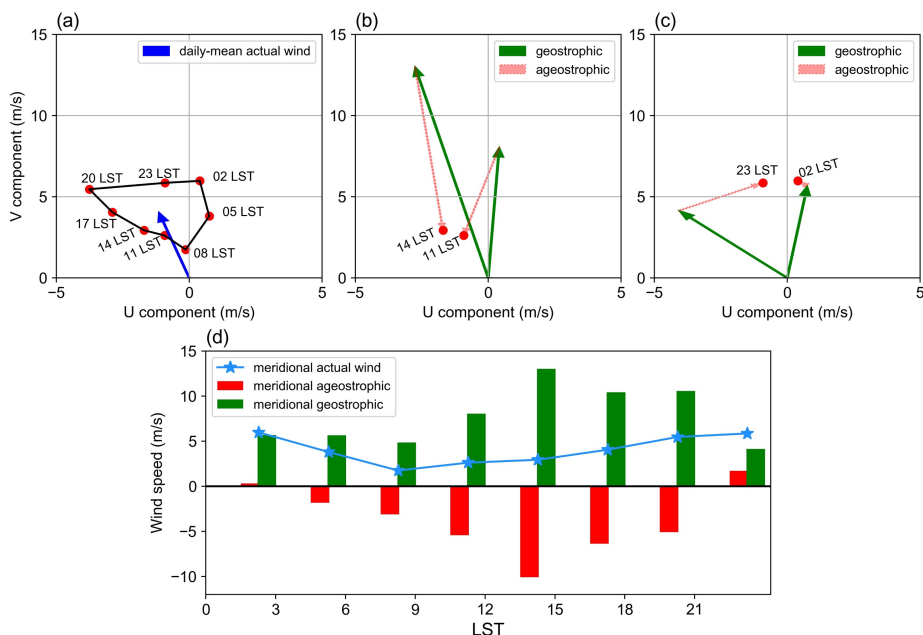 (a)
(b)
(c)
daily-mean actual wind
geostrophic
ageostrophic
geostrophic
ageostrophic
V component (m/s)
15
10
5
0
20 LST
23 LST
02 LST
17 LST
05 LST
14 LST
11 LST
08 LST
−5
0
5
U component (m/s)
15
10
5
0
14 LST
11 LST
−5
0
5
U component (m/s)
15
10
5
0
23 LST
02 LST
−5
0
5
U component (m/s)
(d)
meridional actual wind
meridional ageostrophic
meridional geostrophic
Wind speed (m/s)
15
10
5
0
−5
−10
0
3
6
9
12
15
18
21
LST